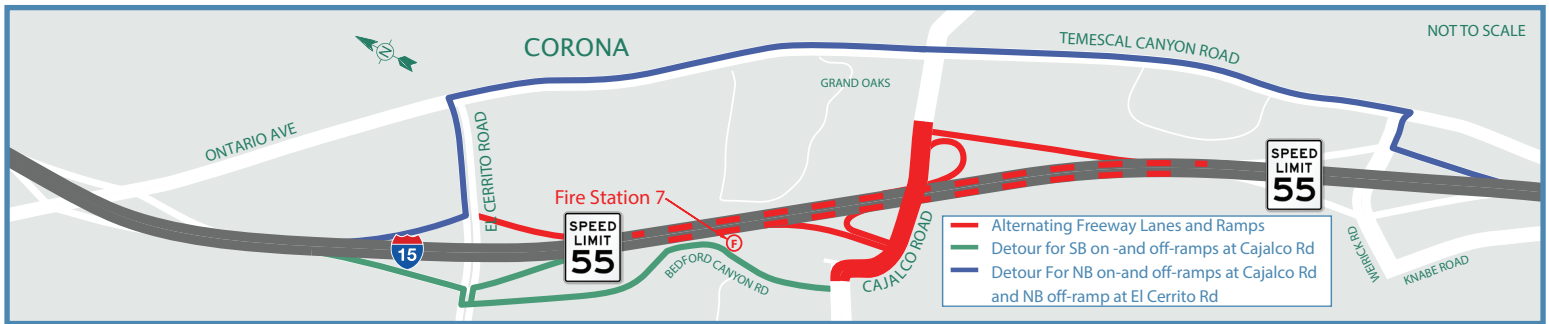 NOT TO SCALE
N
CORONA
TEMESCAL CANYON ROAD
GRAND OAKS
ONTARIO AVE
EL CERRITO ROAD
Fire Station 7
SPEED
LIMIT
55
SPEED
LIMIT
55
15
F
BEDFORD CANYON RD
CAJALCO ROAD
WEIRICK RD
KNABE ROAD
Alternating Freeway Lanes and Ramps
Detour for SB on -and off-ramps at Cajalco Rd
Detour For NB on-and off-ramps at Cajalco Rd
and NB off-ramp at El Cerrito Rd